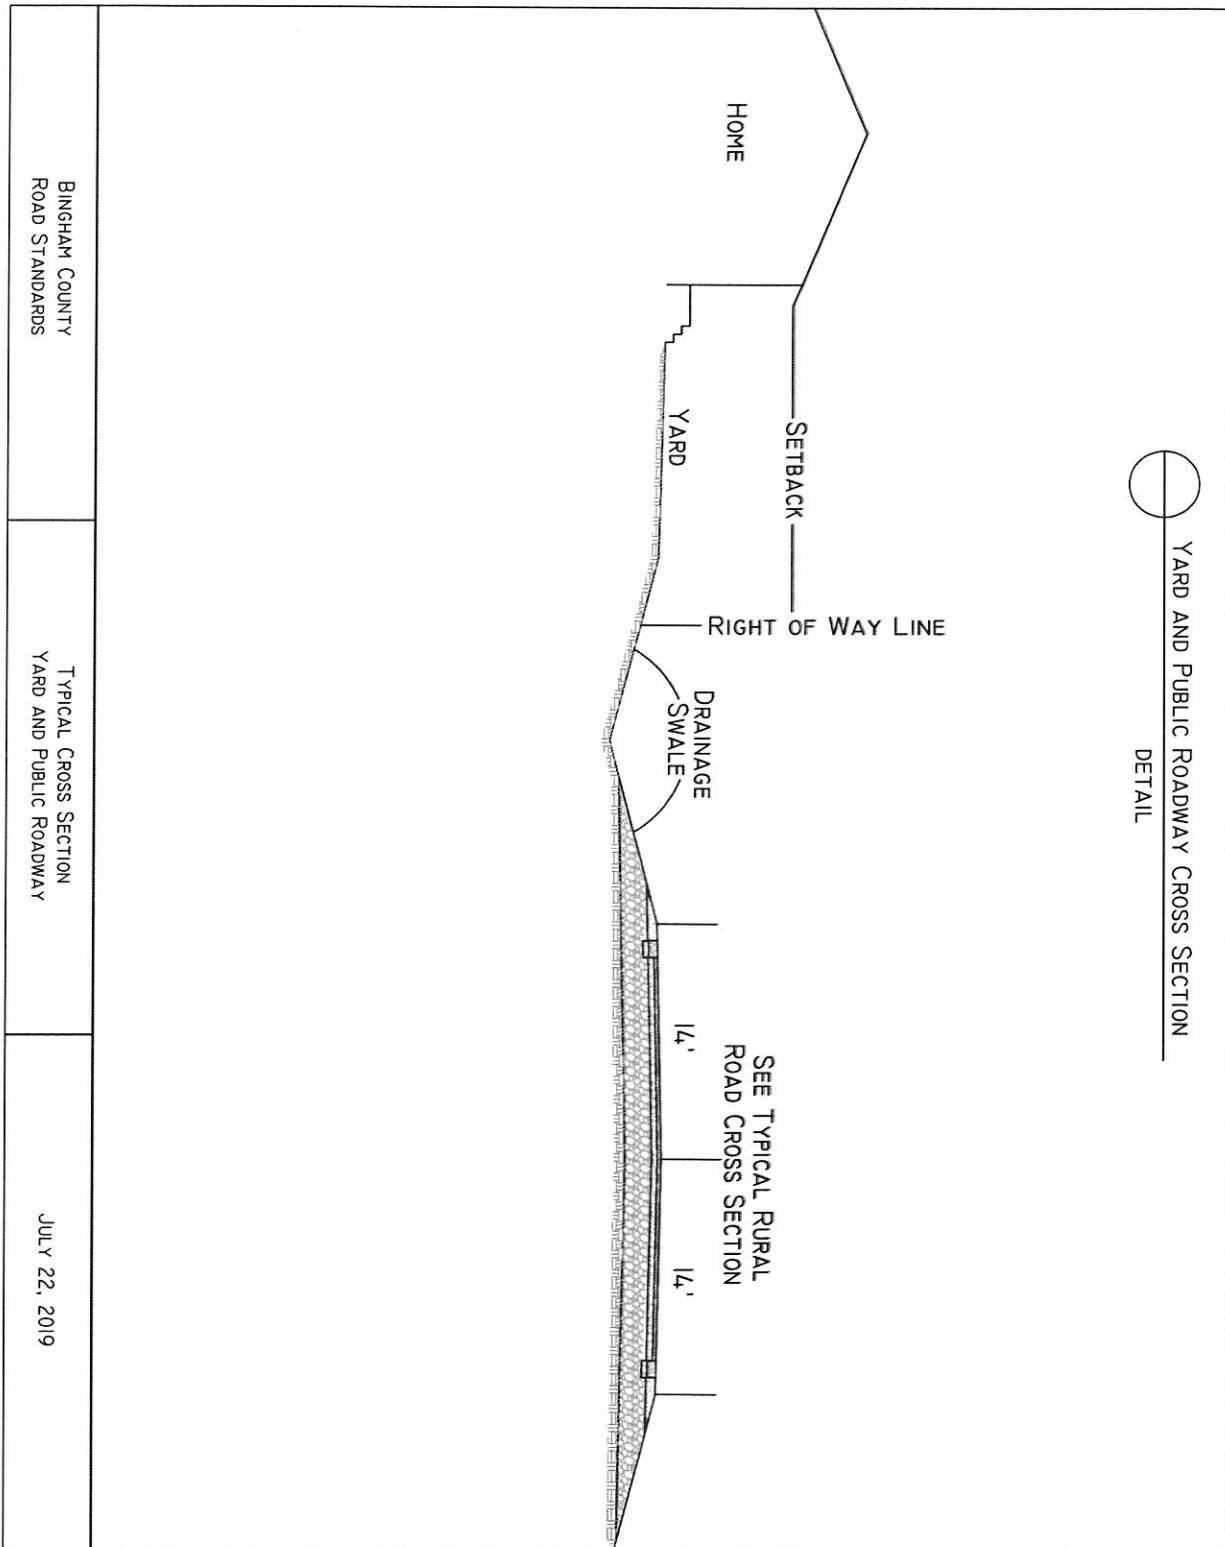 YARD AND PUBLIC ROADWAY CROSS SECTION
DETAIL
HOME
SETBACK
RIGHT OF WAY LINE
YARD
DRAINAGE
SWALE
SEE TYPICAL RURAL
ROAD CROSS SECTION
14'
14'
BINGHAM COUNTY
ROAD STANDARDS
TYPICAL CROSS SECTION
YARD AND PUBLIC ROADWAY
JULY 22, 2019